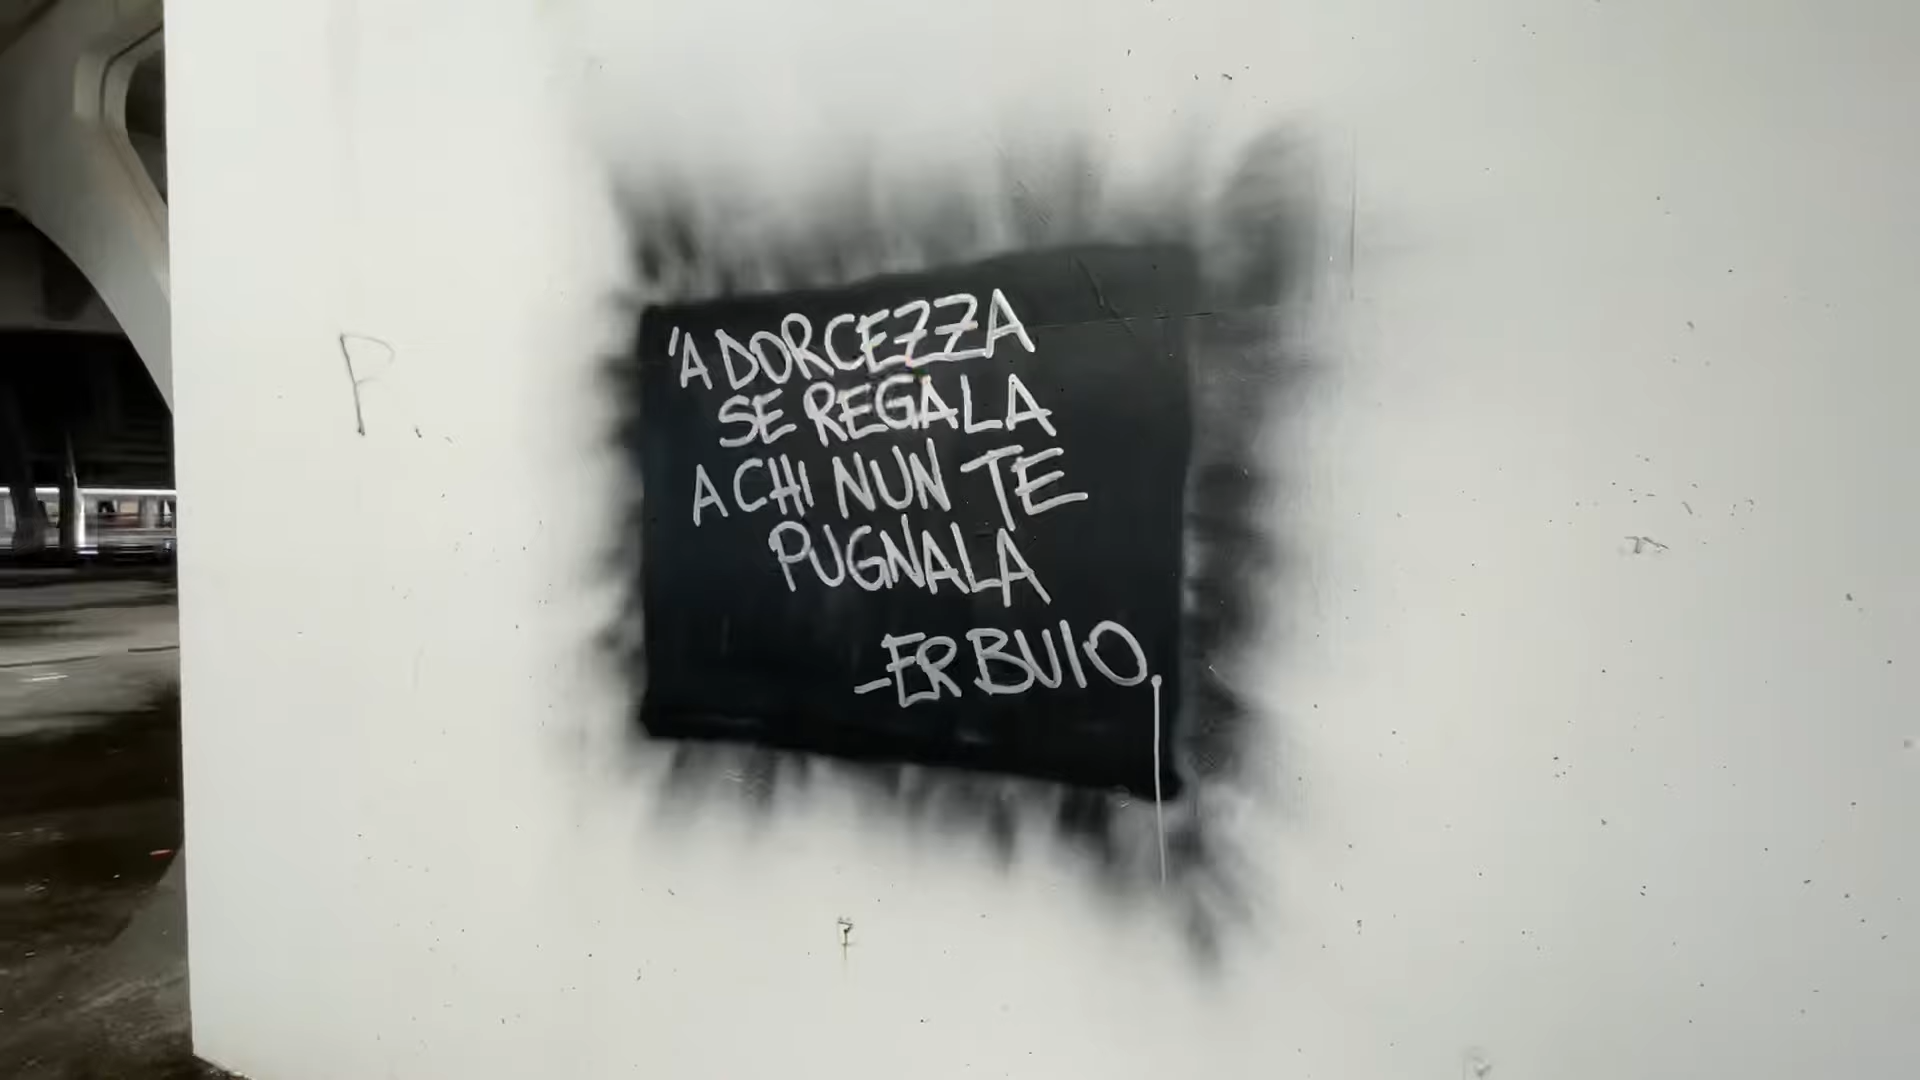 'A DORCEZZA
SE REGALA
A CHI NUN TE
PUGNALA
-ER BUIO.
P